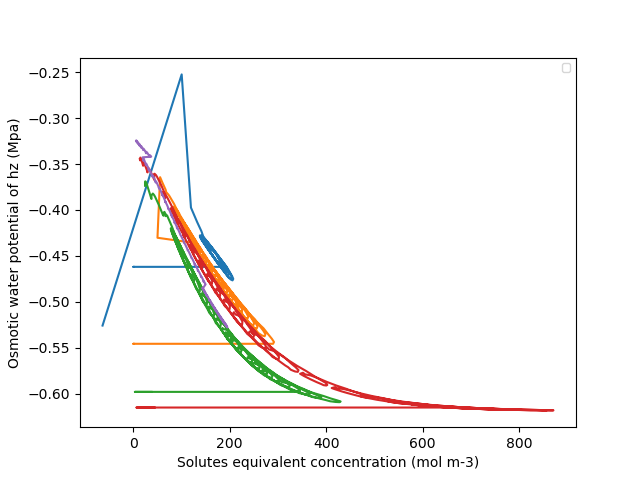 −0.25
−0.30
−0.35
−0.40
−0.45
−0.50
−0.55
−0.60
Osmotic water potential of hz (Mpa)
0 200 400 600 800
Solutes equivalent concentration (mol m-3)